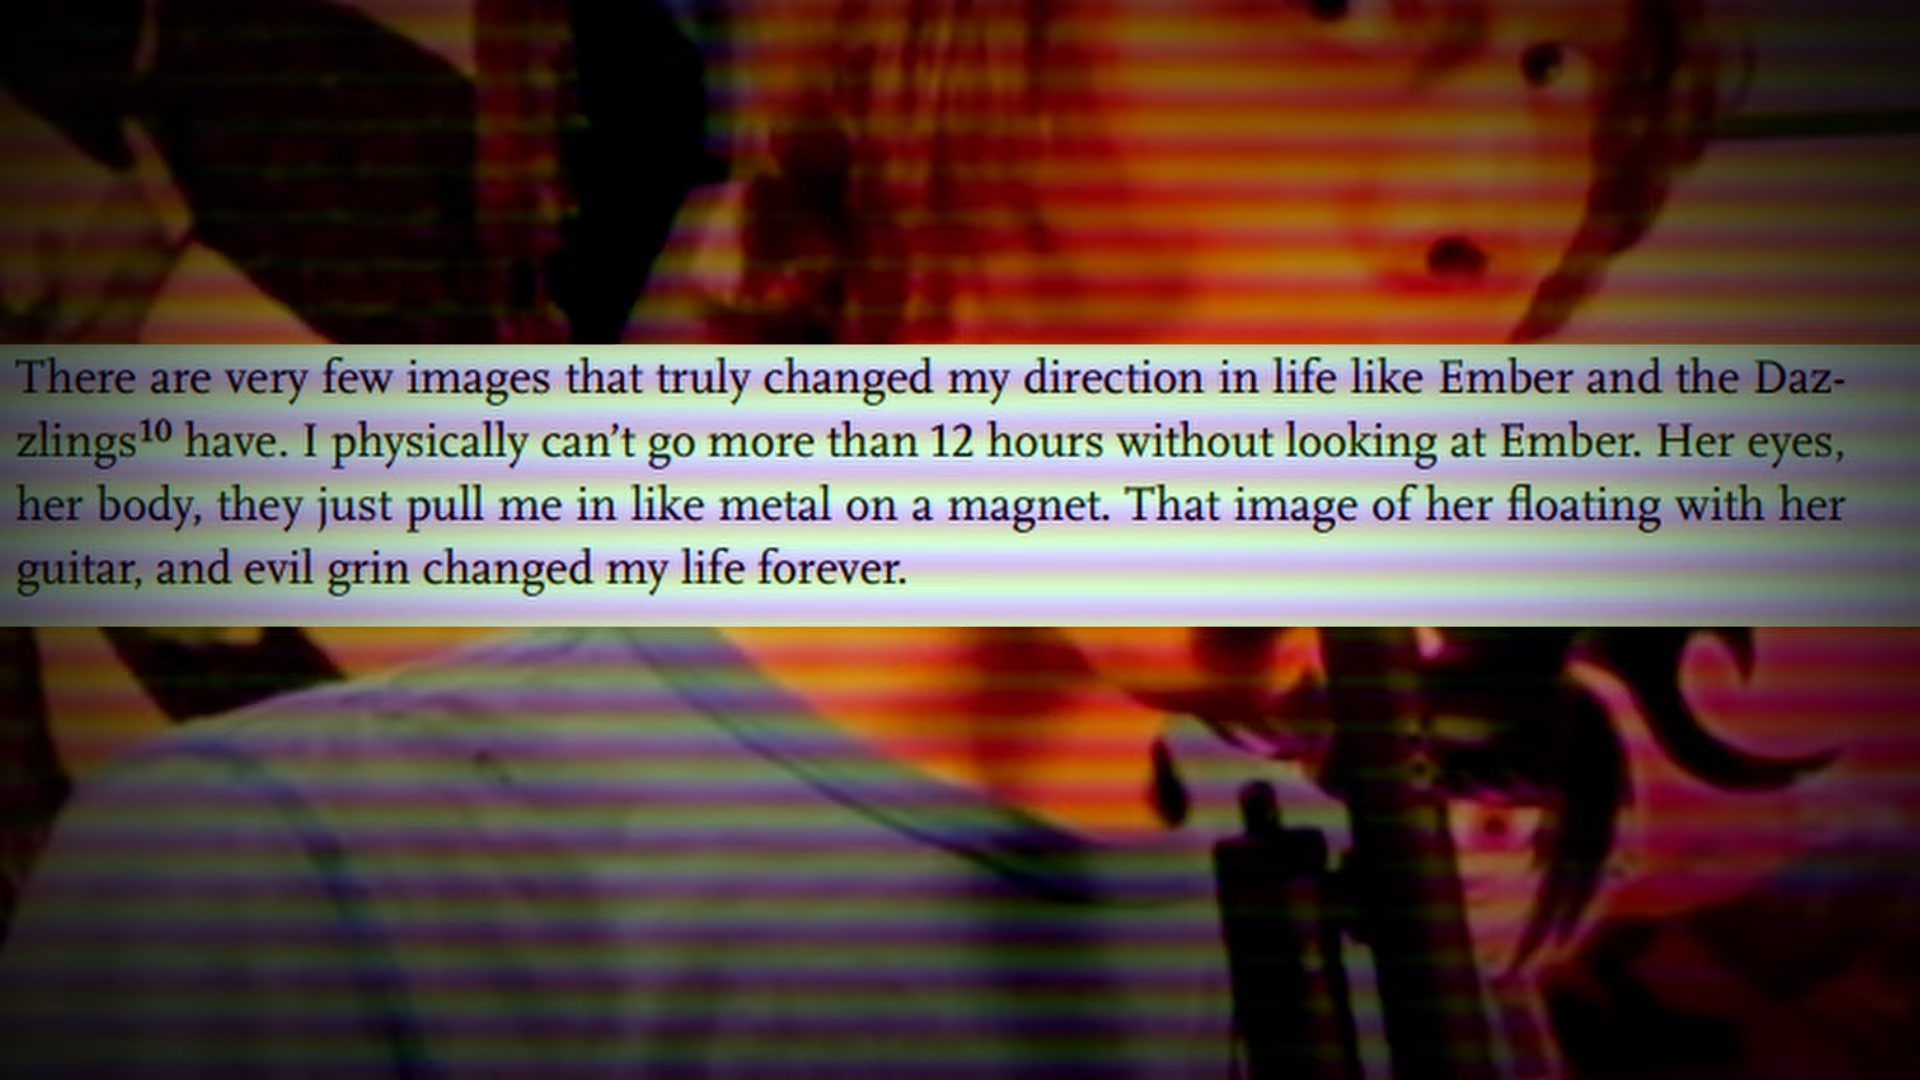 There are very few images that truly changed my direction in life like Ember and the Daz-
zlings¹⁰ have. I physically can’t go more than 12 hours without looking at Ember. Her eyes,
her body, they just pull me in like metal on a magnet. That image of her floating with her
guitar, and evil grin changed my life forever.